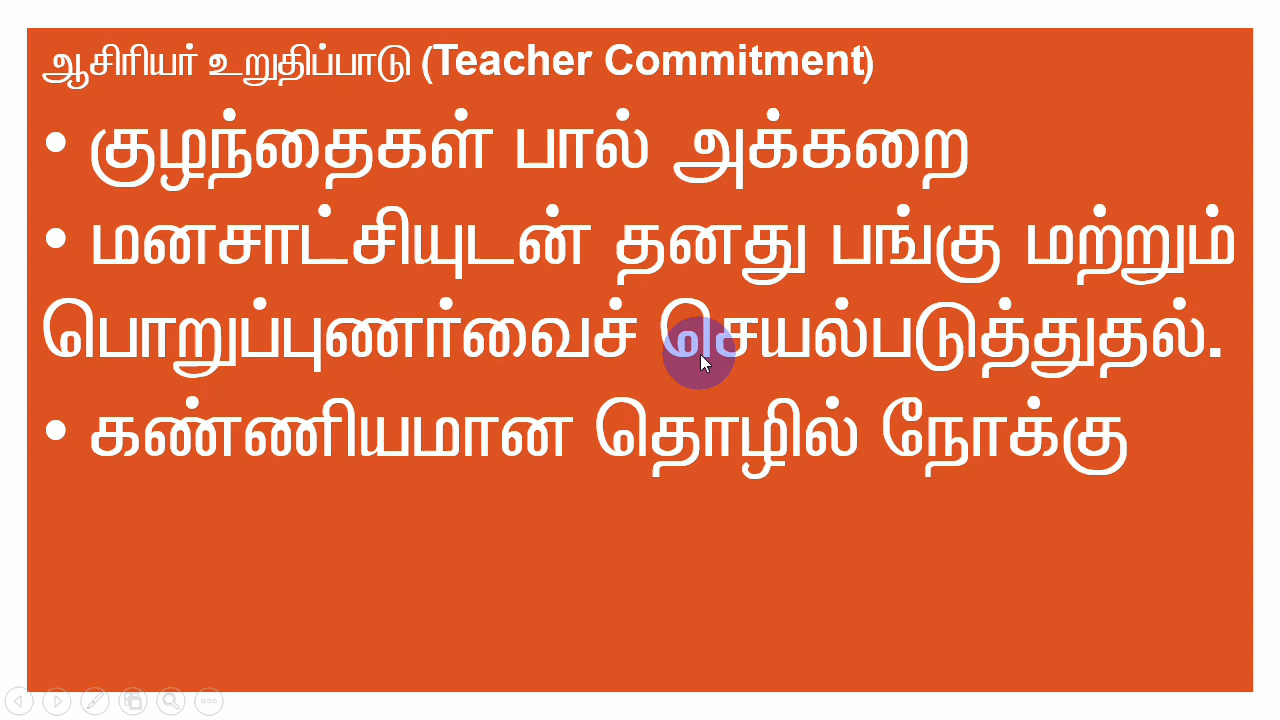 ஆசிரியர் உறுதிப்பாடு (Teacher Commitment)
• குழந்தைகள் பால் அக்கறை
• மனசாட்சியுடன் தனது பங்கு மற்றும்
பொறுப்புணர்வைச் செயல்படுத்துதல்.
• கண்ணியமான தொழில் நோக்கு